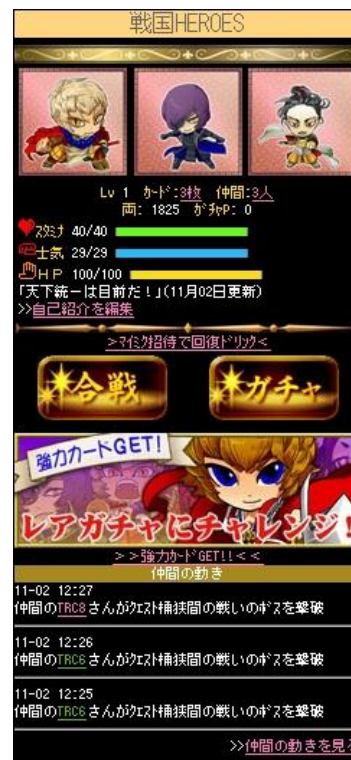 戦国HEROES
Lv 1 ｶｰﾄﾞ:3枚 仲間:3人
両: 1825 ｶﾞﾁｬP: 0
ｽﾀﾐﾅ 40/40
士気 29/29
HP 100/100
「天下統一は目前だ!」(11月02日更新)
>>自己紹介を編集
>ﾏｲﾐｸ招待で回復ﾄﾞﾘﾝｸ<
合戦 ガチャ
強力カードGET!
レアガチャにチャレンジ!
>>強力ｶｰﾄﾞGET!!<<
仲間の動き
11-02 12:27
仲間のTRC8さんがｸｴｽﾄ桶狭間の戦いのﾎﾞｽを撃破
11-02 12:26
仲間のTRC6さんがｸｴｽﾄ桶狭間の戦いのﾎﾞｽを撃破
11-02 12:25
仲間のTRC6さんがｸｴｽﾄ桶狭間の戦いのﾎﾞｽを撃破
>>仲間の動きを見る